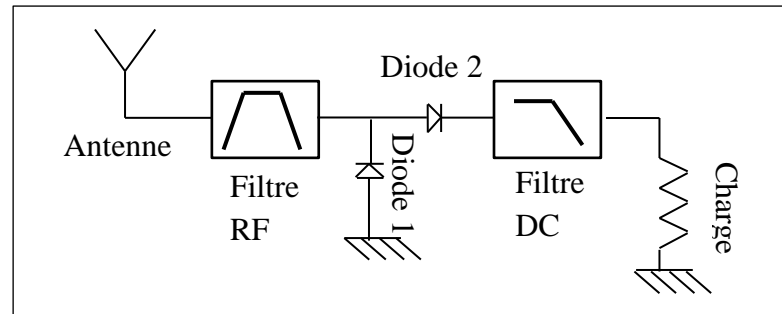 Diode 2
Antenne
Filtre
RF
Diode 1
Filtre
DC
Charge